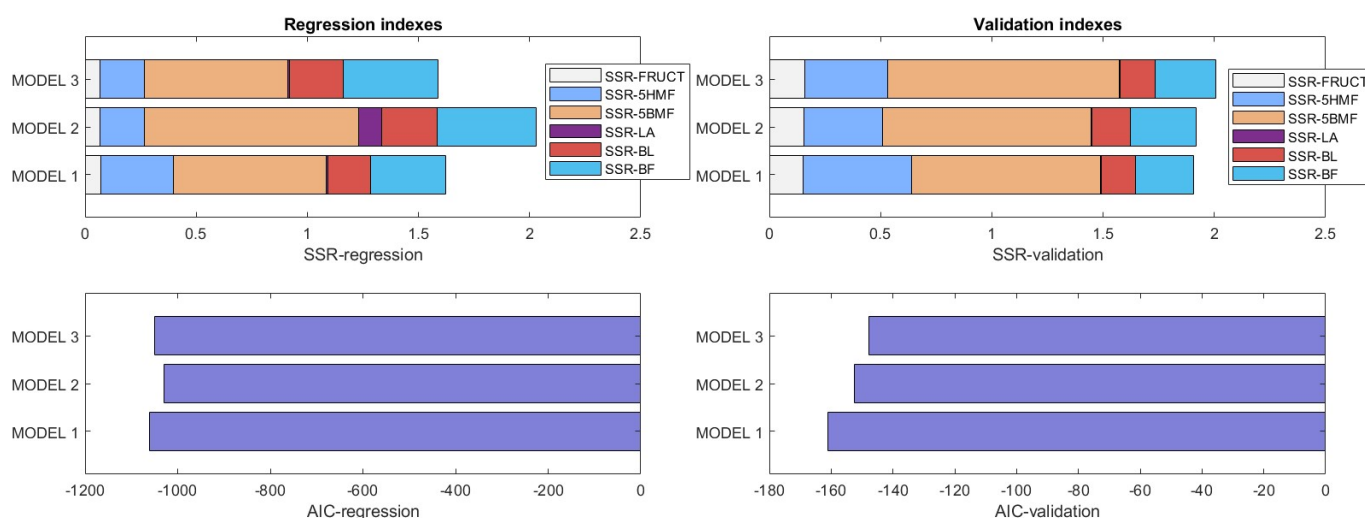 Regression indexes
MODEL 3
MODEL 2
MODEL 1
SSR-FRUCT
SSR-5HMF
SSR-5BMF
SSR-LA
SSR-BL
SSR-BF
0 0.5 1 1.5 2 2.5
SSR-regression
Validation indexes
MODEL 3
MODEL 2
MODEL 1
SSR-FRUCT
SSR-5HMF
SSR-5BMF
SSR-LA
SSR-BL
SSR-BF
0 0.5 1 1.5 2 2.5
SSR-validation
MODEL 3
MODEL 2
MODEL 1
-1200 -1000 -800 -600 -400 -200 0
AIC-regression
MODEL 3
MODEL 2
MODEL 1
-180 -160 -140 -120 -100 -80 -60 -40 -20 0
AIC-validation